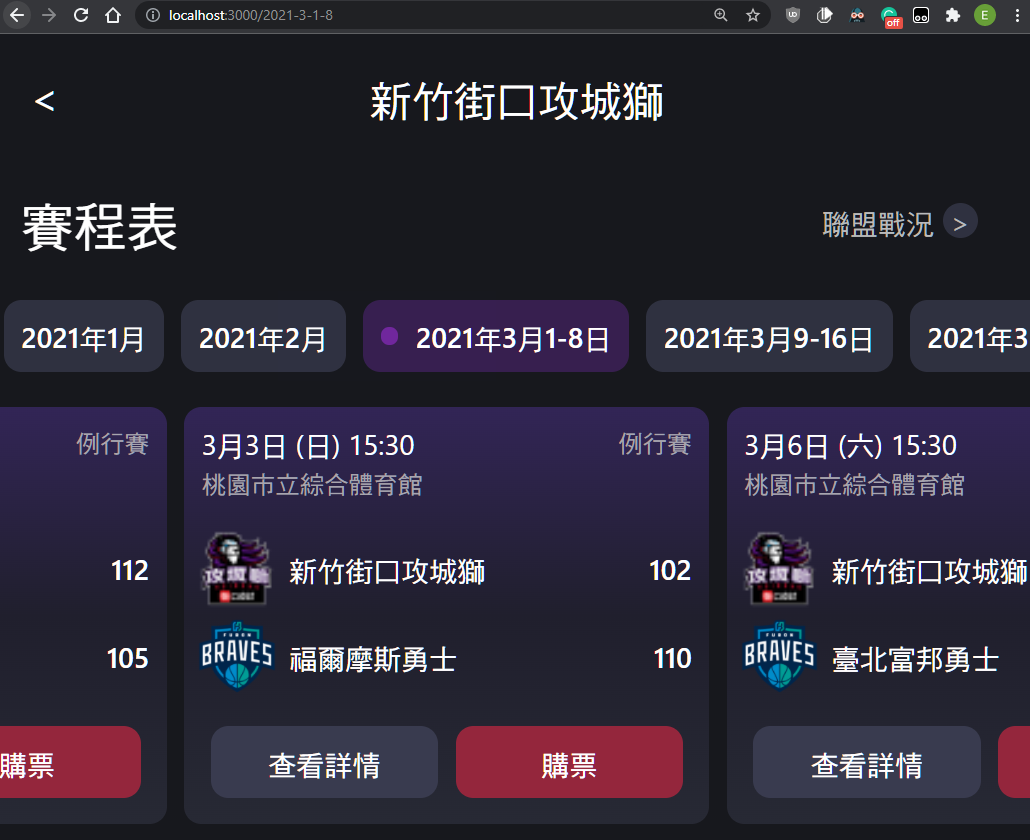 localhost:3000/2021-3-1-8
off
E
<
新竹街口攻城獅
賽程表
聯盟戰況 >
2021年1月
2021年2月
2021年3月1-8日
2021年3月9-16日
2021年3
例行賽
112
105
購票
3月3日 (日) 15:30
例行賽
桃園巿立綜合體育館
攻城獅
新竹街口攻城獅
102
FUBON
BRAVES
福爾摩斯勇士
110
查看詳情
購票
3月6日 (六) 15:30
桃園巿立綜合體育館
攻城獅
新竹街口攻城獅
FUBON
BRAVES
臺北富邦勇士
查看詳情